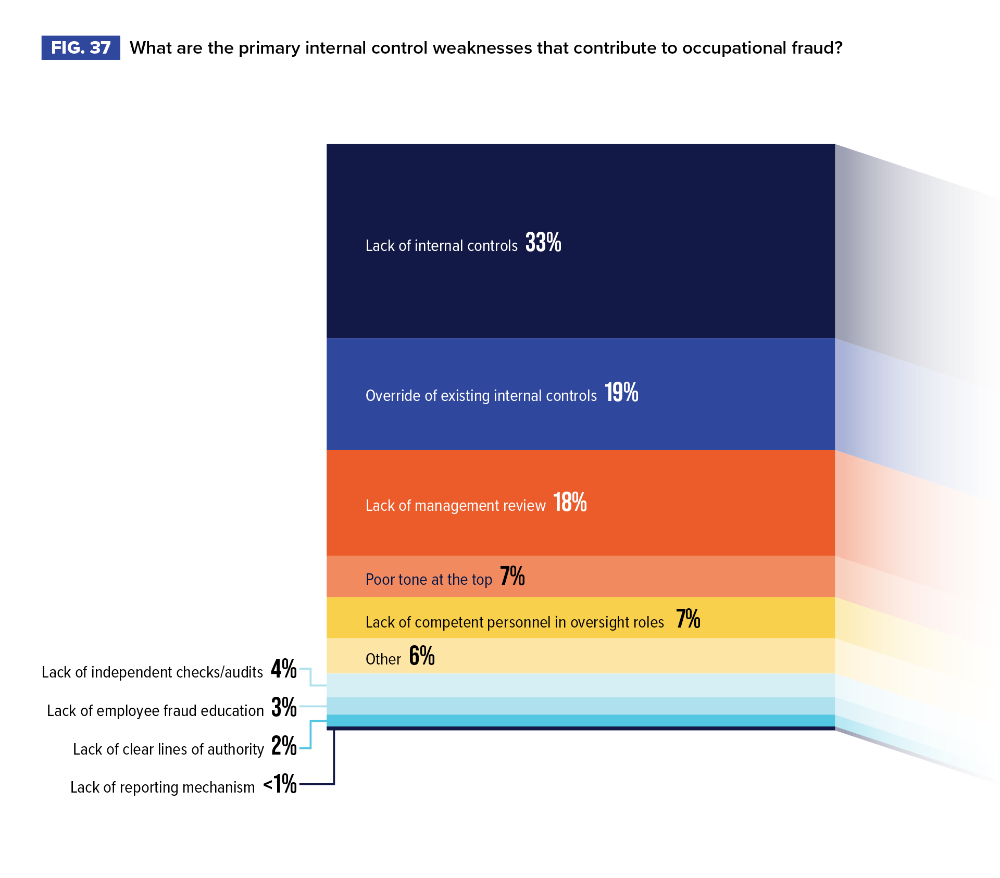 FIG. 37 What are the primary internal control weaknesses that contribute to occupational fraud?
Lack of internal controls 33%
Override of existing internal controls 19%
Lack of management review 18%
Poor tone at the top 7%
Lack of competent personnel in oversight roles 7%
Other 6%
Lack of independent checks/audits 4%
Lack of employee fraud education 3%
Lack of clear lines of authority 2%
Lack of reporting mechanism <1%